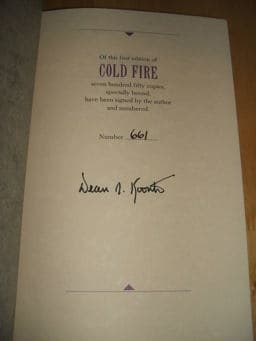 Of this first edition of
COLD FIRE
seven hundred fifty copies,
specially bound,
have been signed by the author
and numbered.
Number 661
Dean R. Koontz